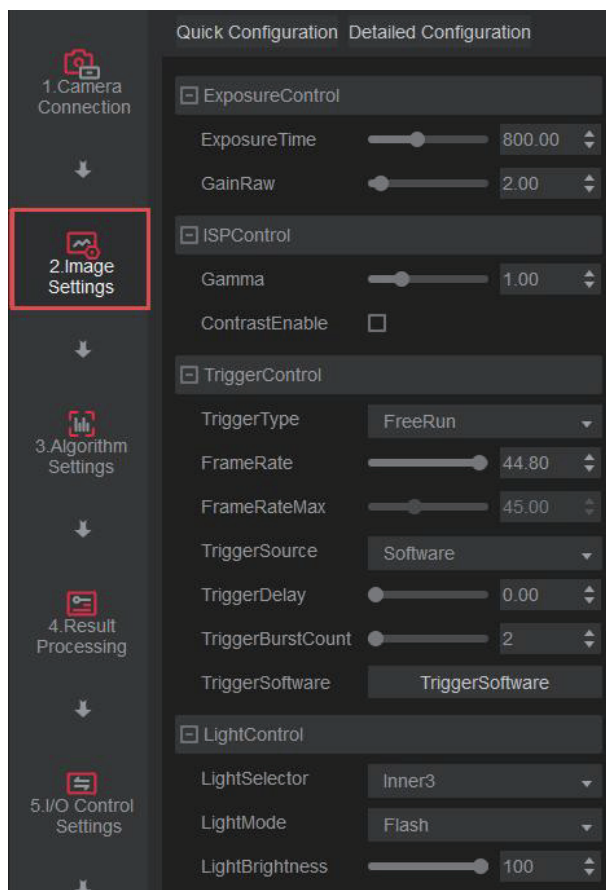 Quick Configuration Detailed Configuration
1.Camera
Connection
ExposureControl
ExposureTime 800.00
GainRaw 2.00
2.Image
Settings
ISPControl
Gamma 1.00
ContrastEnable
TriggerControl
TriggerType FreeRun
3.Algorithm
Settings
FrameRate 44.80
FrameRateMax 45.00
TriggerSource Software
TriggerDelay 0.00
4.Result
Processing
TriggerBurstCount 2
TriggerSoftware TriggerSoftware
LightControl
LightSelector Inner3
5.I/O Control
Settings
LightMode Flash
LightBrightness 100